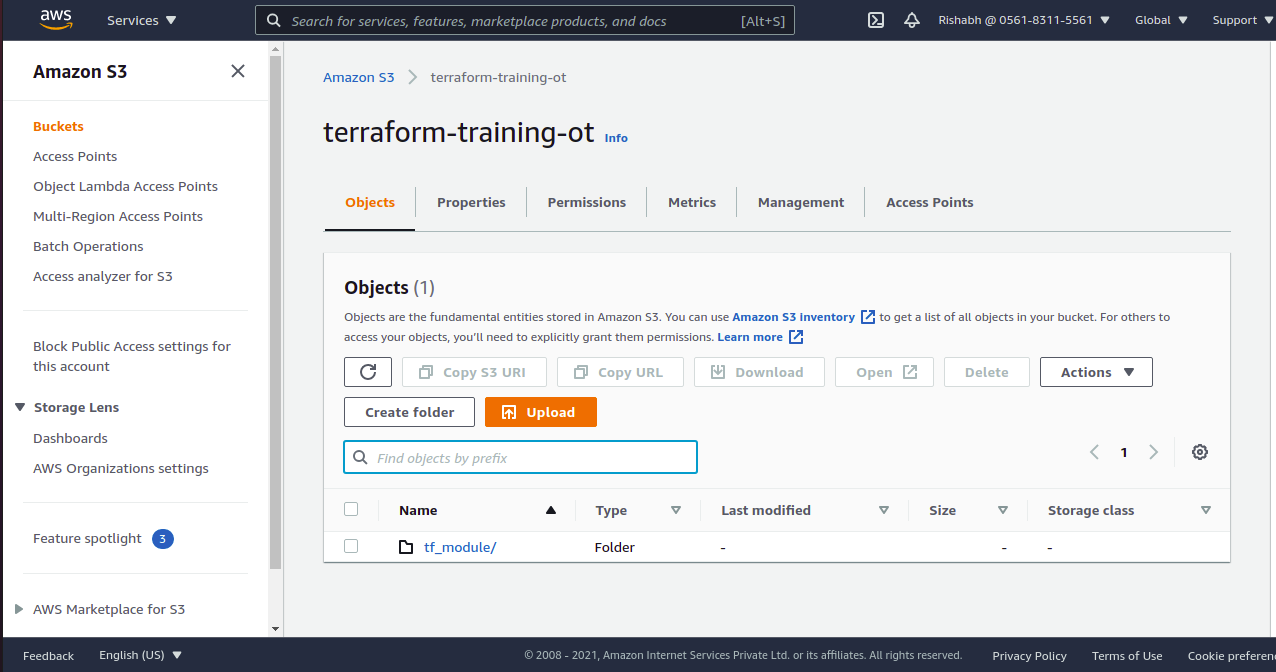 aws Services Search for services, features, marketplace products, and docs [Alt+S] Rishabh @ 0561-8311-5561 Global Support
Amazon S3
Buckets
Access Points
Object Lambda Access Points
Multi-Region Access Points
Batch Operations
Access analyzer for S3
Block Public Access settings for
this account
Storage Lens
Dashboards
AWS Organizations settings
Feature spotlight 3
AWS Marketplace for S3
Amazon S3 terraform-training-ot
terraform-training-ot Info
Objects Properties Permissions Metrics Management Access Points
Objects (1)
Objects are the fundamental entities stored in Amazon S3. You can use Amazon S3 inventory to get a list of all objects in your bucket. For others to
access your objects, you'll need to explicitly grant them permissions. Learn more
Copy S3 URI Copy URL Download Open Delete Actions
Create folder Upload
Find objects by prefix 1
Name Type Last modified Size Storage class
tf_module/ Folder - - -
Feedback English (US) © 2008 - 2021, Amazon Internet Services Private Ltd. or its affiliates. All rights reserved. Privacy Policy Terms of Use Cookie preferen